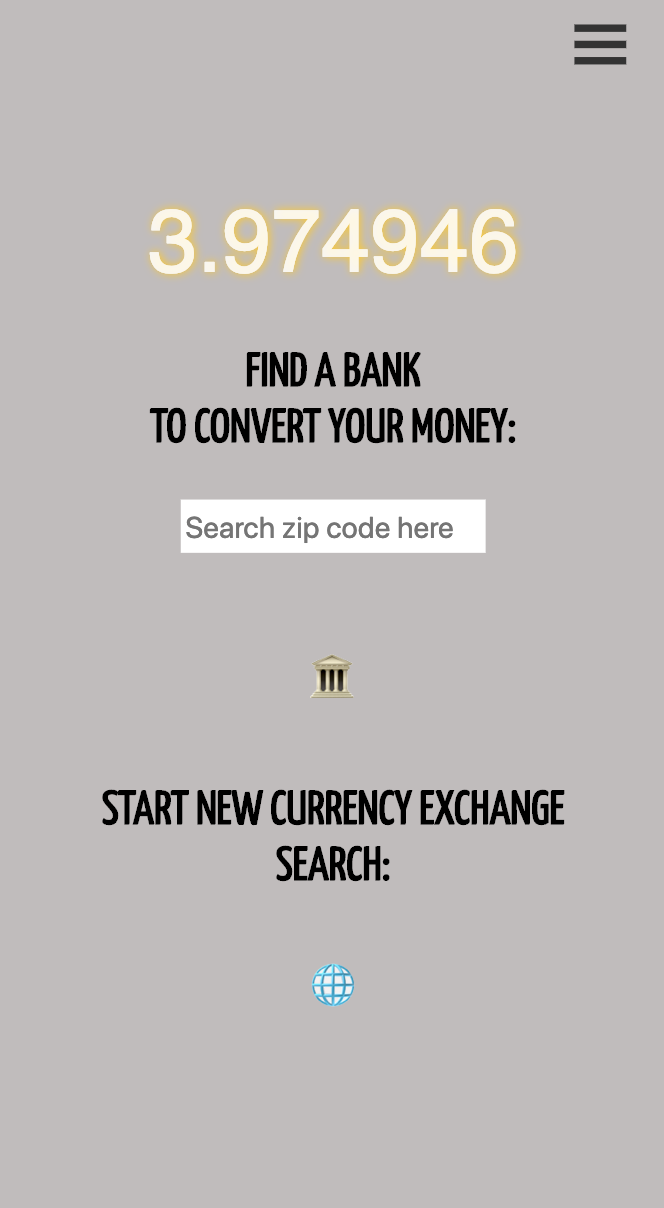 3.974946
FIND A BANK
TO CONVERT YOUR MONEY:
Search zip code here
START NEW CURRENCY EXCHANGE
SEARCH: